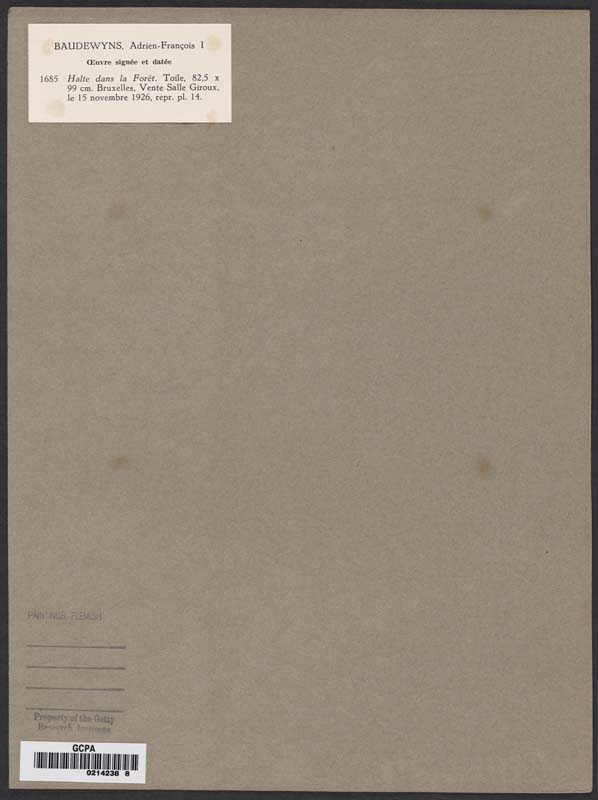 BAUDEWYNS, Adrien-François I
Œuvre signée et datée
1685 Halte dans la Forêt. Toile, 82,5 x
99 cm. Bruxelles, Vente Salle Giroux,
le 15 novembre 1926, repr. pl. 14.
PAINTINGS, FLEMISH
Property of the Getty
Research Institute
GCPA
0214238 8